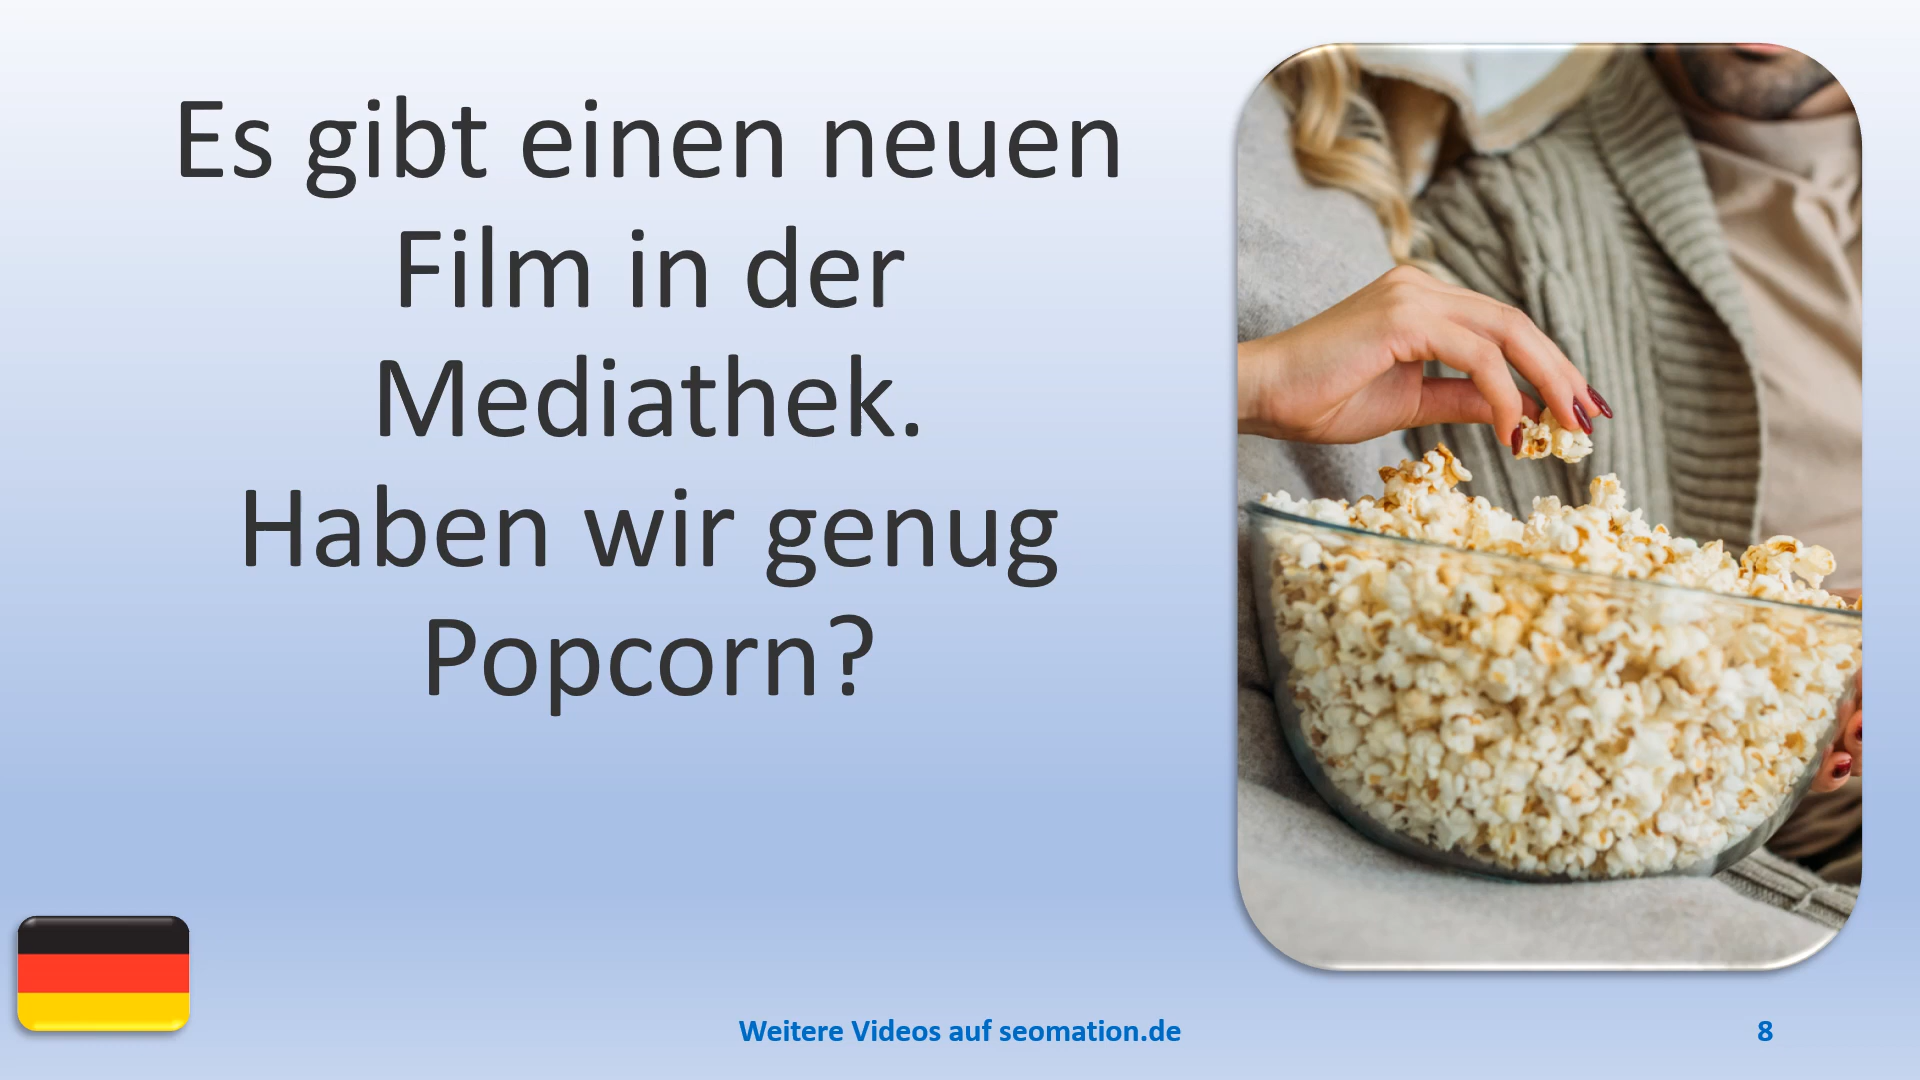 Es gibt einen neuen
Film in der
Mediathek.
Haben wir genug
Popcorn?
Weitere Videos auf seomation.de
8